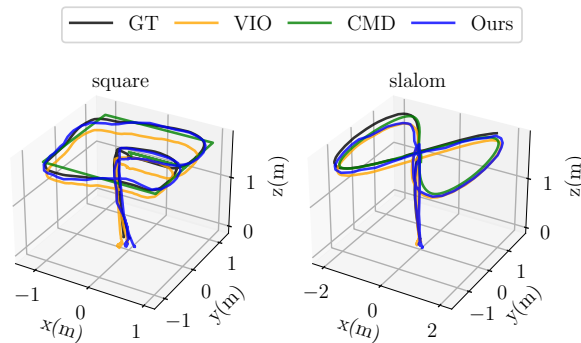 GT VIO CMD Ours
square slalom
z(m) z(m)
1 1
0 0
−1 0 1 −1 0 1
x(m) y(m)
−2 0 2 −1 0 1
x(m) y(m)